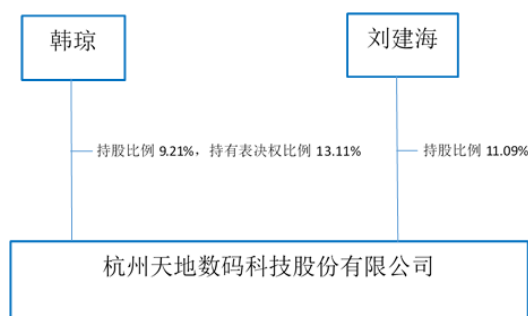 韩琼
刘建海
持股比例 9.21%，持有表决权比例 13.11%
持股比例 11.09%
杭州天地数码科技股份有限公司